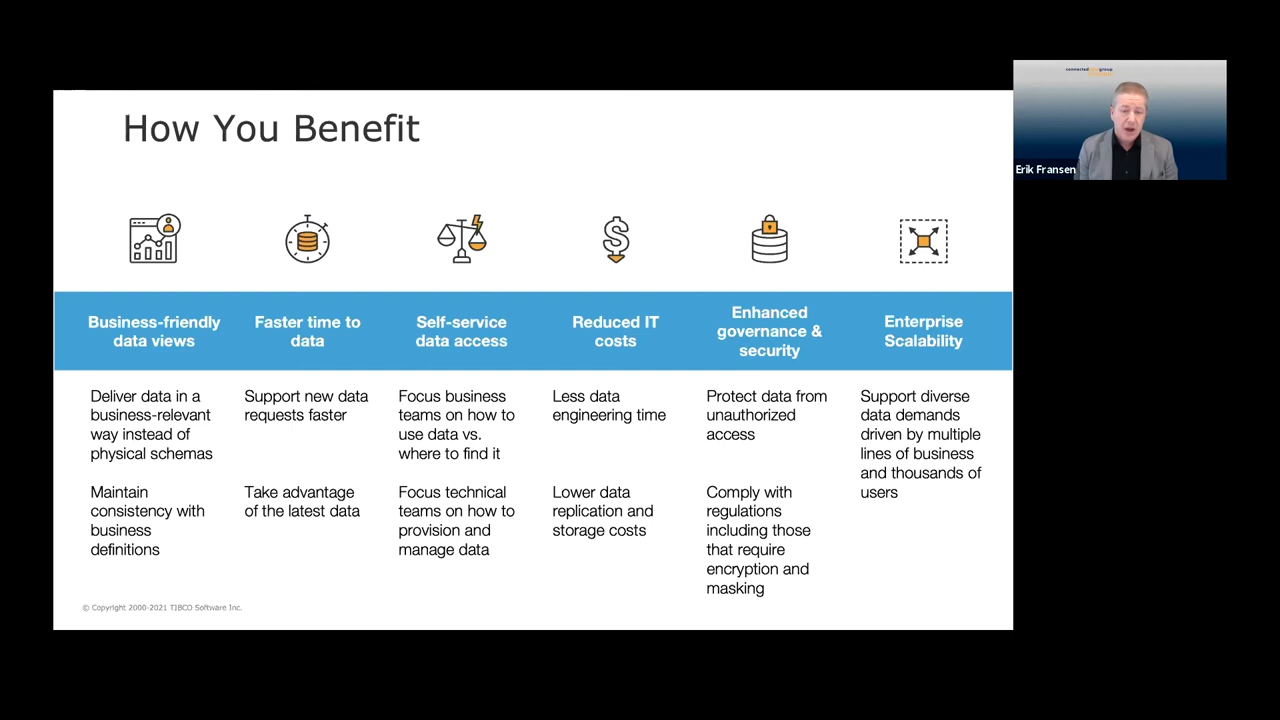 How You Benefit
Business-friendly
data views
Faster time to
data
Self-service
data access
Reduced IT
costs
Enhanced
governance &
security
Enterprise
Scalability
Deliver data in a
business-relevant
way instead of
physical schemas
Maintain
consistency with
business
definitions
Support new data
requests faster
Take advantage
of the latest data
Focus business
teams on how to
use data vs.
where to find it
Focus technical
teams on how to
provision and
manage data
Less data
engineering time
Lower data
replication and
storage costs
Protect data from
unauthorized
access
Comply with
regulations
including those
that require
encryption and
masking
Support diverse
data demands
driven by multiple
lines of business
and thousands of
users
© Copyright 2000-2021 TIBCO Software Inc.
connected group
Erik Fransen